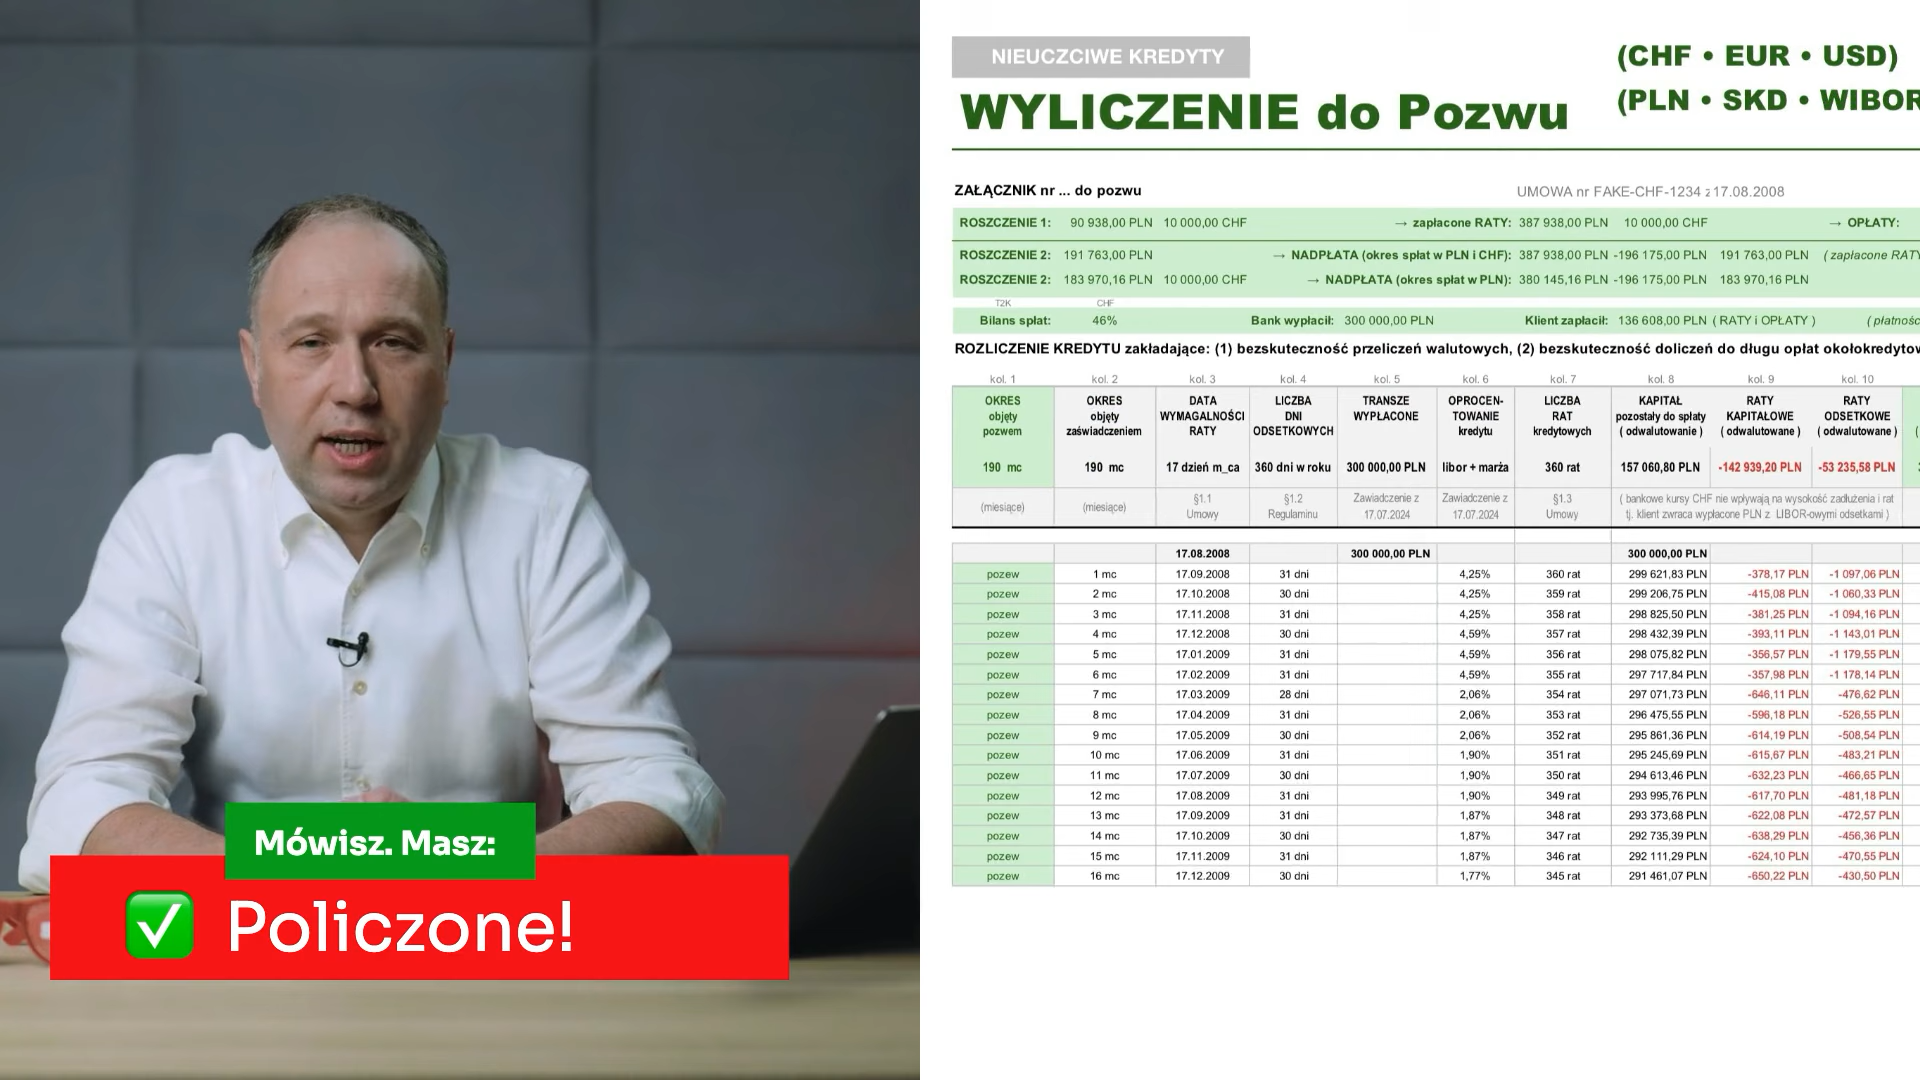 Mówisz. Masz:
✅ Policzone!
NIEUCZCIWE KREDYTY
WYLICZENIE do Pozwu
(CHF • EUR • USD)
(PLN • SKD • WIBOR
ZAŁĄCZNIK nr ... do pozwu UMOWA nr FAKE-CHF-1234 z 17.08.2008
ROSZCZENIE 1: 90 938,00 PLN 10 000,00 CHF → zapłacone RATY: 387 938,00 PLN 10 000,00 CHF → OPŁATY:
ROSZCZENIE 2: 191 763,00 PLN → NADPŁATA (okres spłat w PLN i CHF): 387 938,00 PLN -196 175,00 PLN 191 763,00 PLN ( zapłacone RATY
ROSZCZENIE 2: 183 970,16 PLN 10 000,00 CHF → NADPŁATA (okres spłat w PLN): 380 145,16 PLN -196 175,00 PLN 183 970,16 PLN
T2K CHF
Bilans spłat: 46% Bank wypłacił: 300 000,00 PLN Klient zapłacił: 136 608,00 PLN ( RATY i OPŁATY ) ( płatnośc
ROZLICZENIE KREDYTU zakładające: (1) bezskuteczność przeliczeń walutowych, (2) bezskuteczność doliczeń do długu opłat okołokredytow
kol. 1 kol. 2 kol. 3 kol. 4 kol. 5 kol. 6 kol. 7 kol. 8 kol. 9 kol. 10
OKRES OKRES DATA LICZBA TRANSZE OPROCEN- LICZBA KAPITAŁ RATY RATY
objęty objęty WYMAGALNOŚCI DNI WYPŁACONE TOWANIE RAT pozostały do spłaty KAPITAŁOWE ODSETKOWE
pozwem zaświadczeniem RATY ODSETKOWYCH kredytu kredytowych ( odwalutowanie ) ( odwalutowane ) ( odwalutowane ) (
190 mc 190 mc 17 dzień m_ca 360 dni w roku 300 000,00 PLN libor + marża 360 rat 157 060,80 PLN -142 939,20 PLN -53 235,58 PLN
(miesiące) (miesiące) §1.1 §1.2 Zawiadczenie z Zawiadczenie z §1.3 ( bankowe kursy CHF nie wpływają na wysokość zadłużenia i rat
Umowy Regulaminu 17.07.2024 17.07.2024 Umowy tj. klient zwraca wypłacone PLN z LIBOR-owymi odsetkami )
17.08.2008 300 000,00 PLN 300 000,00 PLN
pozew 1 mc 17.09.2008 31 dni 4,25% 360 rat 299 621,83 PLN -378,17 PLN -1 097,06 PLN
pozew 2 mc 17.10.2008 30 dni 4,25% 359 rat 299 206,75 PLN -415,08 PLN -1 060,33 PLN
pozew 3 mc 17.11.2008 31 dni 4,25% 358 rat 298 825,50 PLN -381,25 PLN -1 094,16 PLN
pozew 4 mc 17.12.2008 30 dni 4,59% 357 rat 298 432,39 PLN -393,11 PLN -1 143,01 PLN
pozew 5 mc 17.01.2009 31 dni 4,59% 356 rat 298 075,82 PLN -356,57 PLN -1 179,55 PLN
pozew 6 mc 17.02.2009 31 dni 4,59% 355 rat 297 717,84 PLN -357,98 PLN -1 178,14 PLN
pozew 7 mc 17.03.2009 28 dni 2,06% 354 rat 297 071,73 PLN -646,11 PLN -476,62 PLN
pozew 8 mc 17.04.2009 31 dni 2,06% 353 rat 296 475,55 PLN -596,18 PLN -526,55 PLN
pozew 9 mc 17.05.2009 30 dni 2,06% 352 rat 295 861,36 PLN -614,19 PLN -508,54 PLN
pozew 10 mc 17.06.2009 31 dni 1,90% 351 rat 295 245,69 PLN -615,67 PLN -483,21 PLN
pozew 11 mc 17.07.2009 30 dni 1,90% 350 rat 294 613,46 PLN -632,23 PLN -466,65 PLN
pozew 12 mc 17.08.2009 31 dni 1,90% 349 rat 293 995,76 PLN -617,70 PLN -481,18 PLN
pozew 13 mc 17.09.2009 31 dni 1,87% 348 rat 293 373,68 PLN -622,08 PLN -472,57 PLN
pozew 14 mc 17.10.2009 30 dni 1,87% 347 rat 292 735,39 PLN -638,29 PLN -456,36 PLN
pozew 15 mc 17.11.2009 31 dni 1,87% 346 rat 292 111,29 PLN -624,10 PLN -470,55 PLN
pozew 16 mc 17.12.2009 30 dni 1,77% 345 rat 291 461,07 PLN -650,22 PLN -430,50 PLN